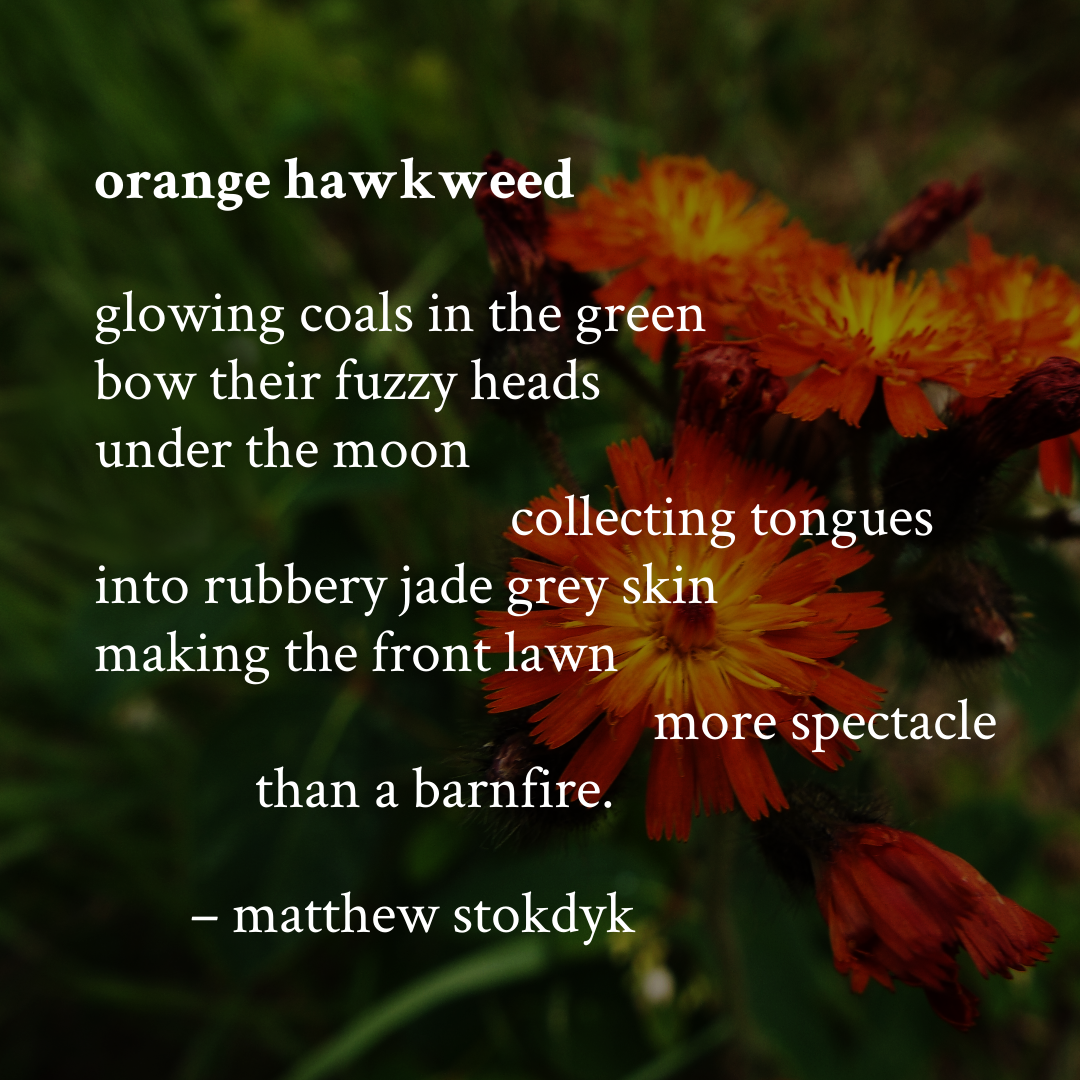 orange hawkweed
glowing coals in the green
bow their fuzzy heads
under the moon
collecting tongues
into rubbery jade grey skin
making the front lawn
more spectacle
than a barnfire.
– matthew stokdyk